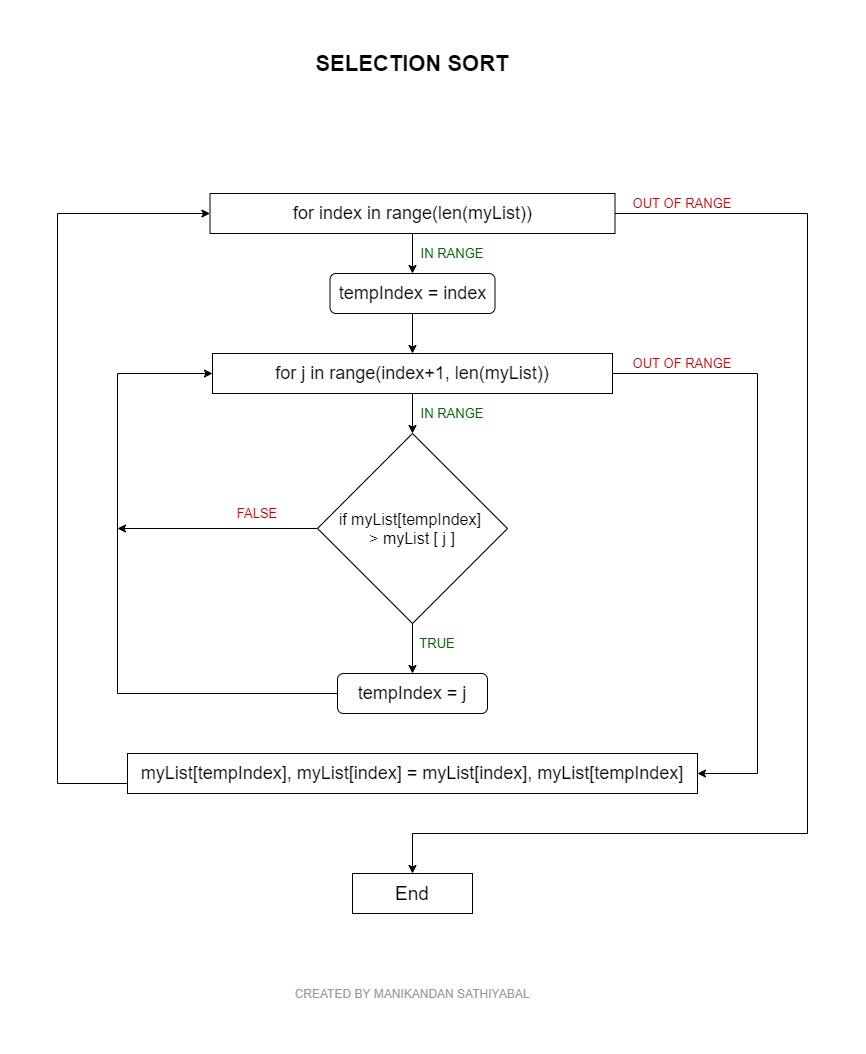 SELECTION SORT
for index in range(len(myList))
OUT OF RANGE
IN RANGE
tempIndex = index
for j in range(index+1, len(myList))
OUT OF RANGE
IN RANGE
FALSE
if myList[tempIndex]
> myList [ j ]
TRUE
tempIndex = j
myList[tempIndex], myList[index] = myList[index], myList[tempIndex]
End
CREATED BY MANIKANDAN SATHIYABAL